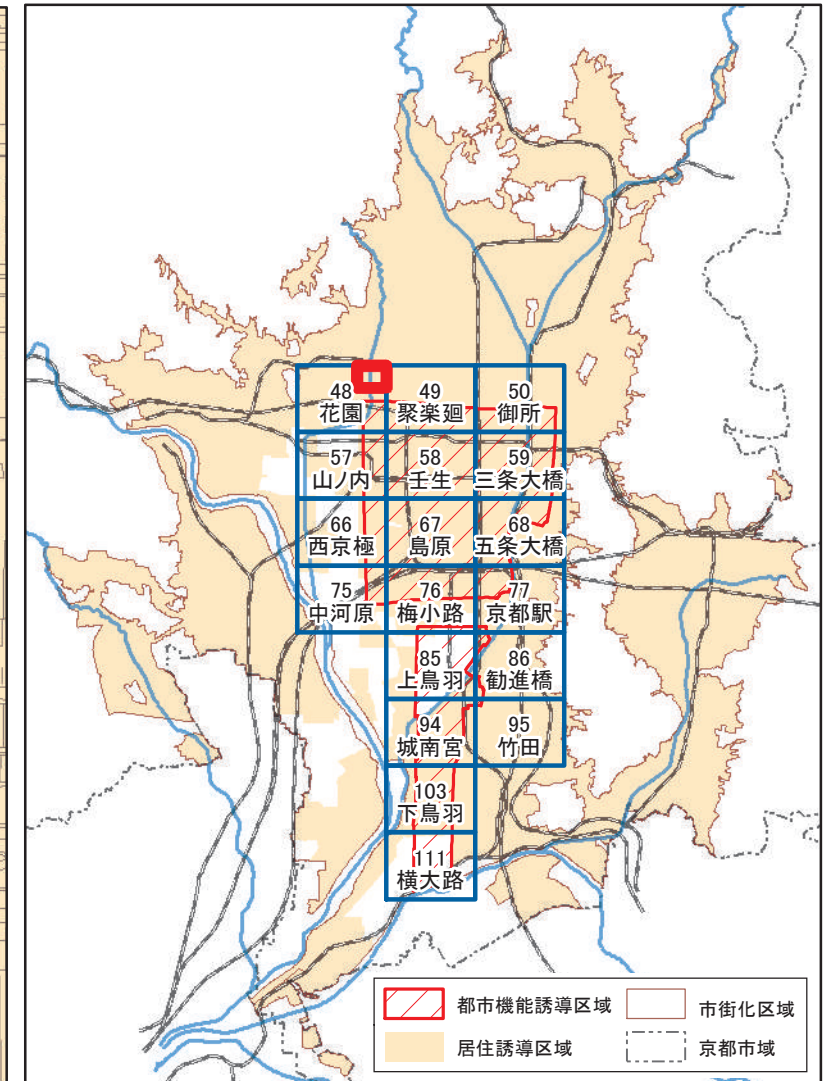 48
花園
49
聚楽廻
50
御所
57
山ノ内
58
壬生
59
三条大橋
66
西京極
67
島原
68
五条大橋
75
中河原
76
梅小路
77
京都駅
85
上鳥羽
86
勧進橋
94
城南宮
95
竹田
103
下鳥羽
111
横大路
都市機能誘導区域
市街化区域
居住誘導区域
京都市域